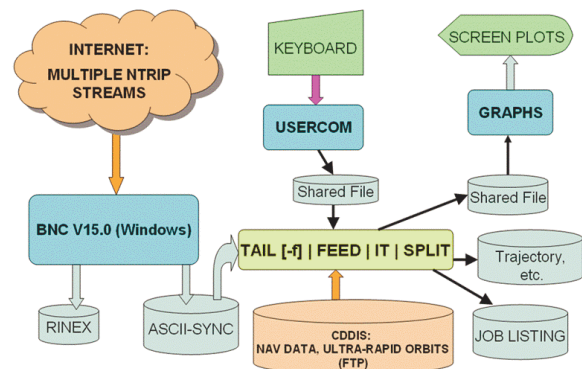 INTERNET:
MULTIPLE NTRIP
STREAMS
KEYBOARD
SCREEN PLOTS
USERCOM
GRAPHS
Shared File
Shared File
BNC V15.0 (Windows)
TAIL [-f] | FEED | IT | SPLIT
Trajectory,
etc.
RINEX
ASCII-SYNC
CDDIS:
NAV DATA, ULTRA-RAPID ORBITS
(FTP)
JOB LISTING